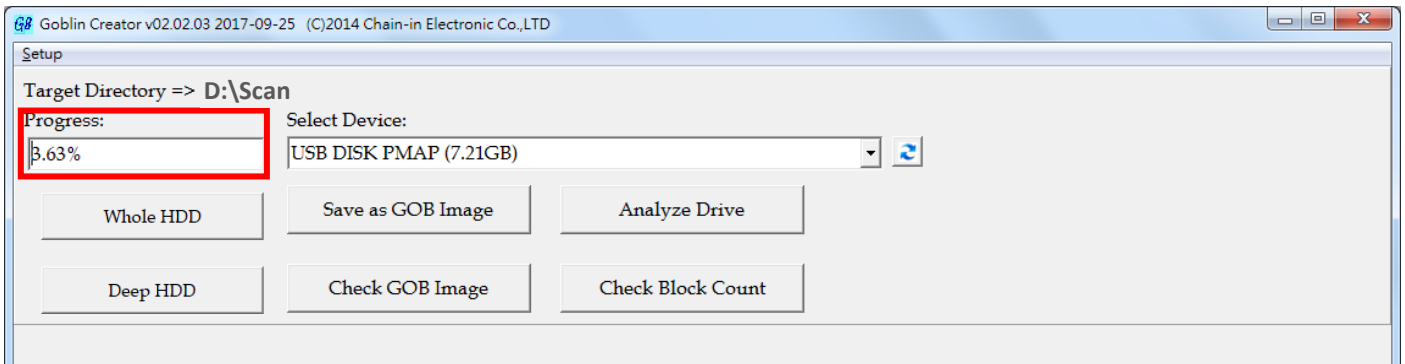 GB Goblin Creator v02.02.03 2017-09-25 (C)2014 Chain-in Electronic Co.,LTD
Setup
Target Directory => D:\Scan
Progress: Select Device:
3.63% USB DISK PMAP (7.21GB)
Whole HDD Save as GOB Image Analyze Drive
Deep HDD Check GOB Image Check Block Count